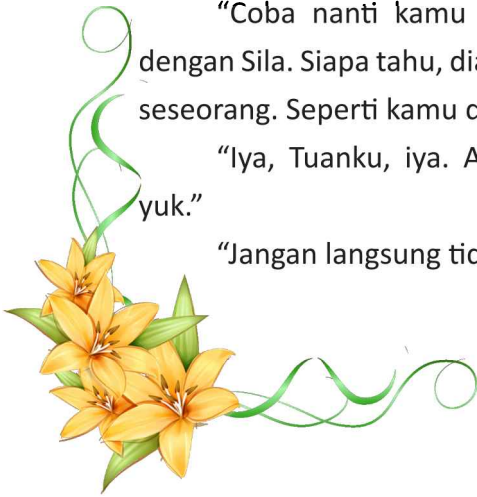 “Coba nanti kamu
dengan Sila. Siapa tahu, dia
seseorang. Seperti kamu d
“Iya, Tuanku, iya. A
yuk.”
“Jangan langsung tid